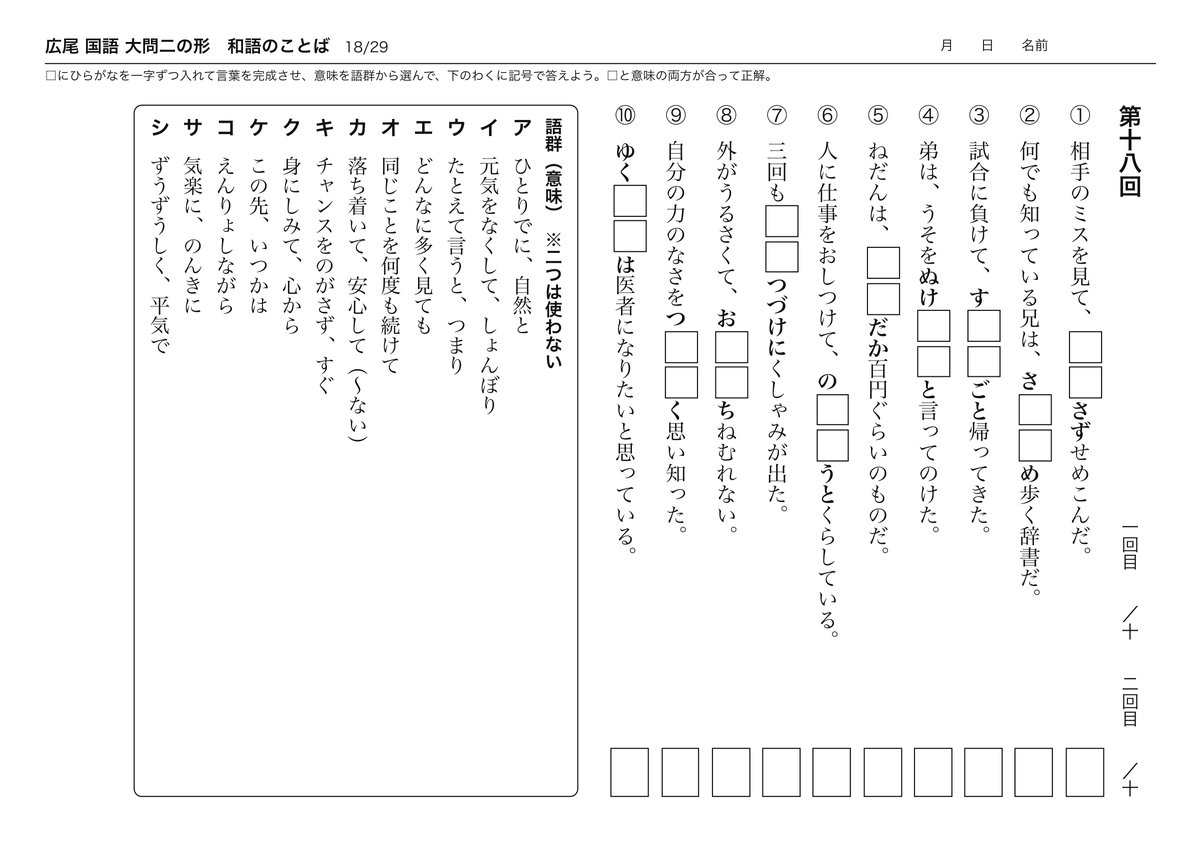 広尾 国語 大問二の形　和語のことば　18/29
月　日　名前
□にひらがなを一字ずつ入れて言葉を完成させ、意味を語群から選んで、下のわくに記号で答えよう。□と意味の両方が合って正解。
第十八回　一回目　／十　二回目　／十
① 相手のミスを見て、□□さずせめこんだ。
② 何でも知っている兄は、さ□□め歩く辞書だ。
③ 試合に負けて、す□□ごと帰ってきた。
④ 弟は、うそをぬけ□□と言ってのけた。
⑤ ねだんは、□□だか百円ぐらいのものだ。
⑥ 人に仕事をおしつけて、の□□うとくらしている。
⑦ 三回も□□つづけにくしゃみが出た。
⑧ 外がうるさくて、お□□ちねむれない。
⑨ 自分の力のなさをつ□□く思い知った。
⑩ ゆく□□は医者になりたいと思っている。
語群（意味）　※二つは使わない
ア　ひとりでに、自然と
イ　元気をなくして、しょんぼり
ウ　たとえて言うと、つまり
エ　どんなに多く見ても
オ　同じことを何度も続けて
カ　落ち着いて、安心して（〜ない）
キ　チャンスをのがさず、すぐ
ク　身にしみて、心から
ケ　この先、いつかは
コ　えんりょしながら
サ　気楽に、のんきに
シ　ずうずうしく、平気で